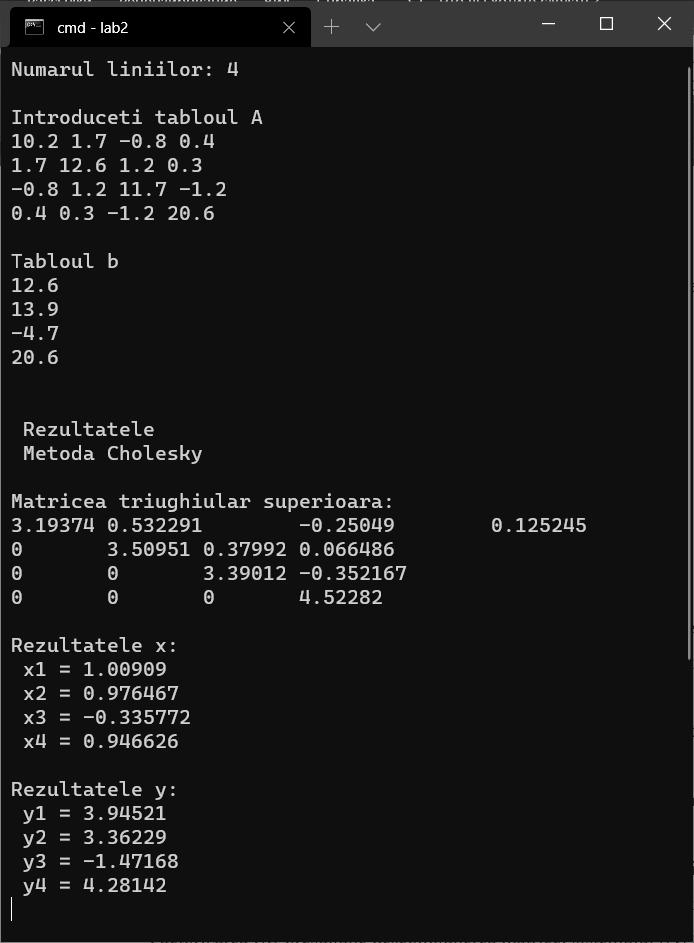 cmd - lab2
Numarul liniilor: 4
Introduceti tabloul A
10.2 1.7 -0.8 0.4
1.7 12.6 1.2 0.3
-0.8 1.2 11.7 -1.2
0.4 0.3 -1.2 20.6
Tabloul b
12.6
13.9
-4.7
20.6
Rezultatele
Metoda Cholesky
Matricea triughiular superioara:
3.19374 0.532291 -0.25049 0.125245
0 3.50951 0.37992 0.066486
0 0 3.39012 -0.352167
0 0 0 4.52282
Rezultatele x:
x1 = 1.00909
x2 = 0.976467
x3 = -0.335772
x4 = 0.946626
Rezultatele y:
y1 = 3.94521
y2 = 3.36229
y3 = -1.47168
y4 = 4.28142